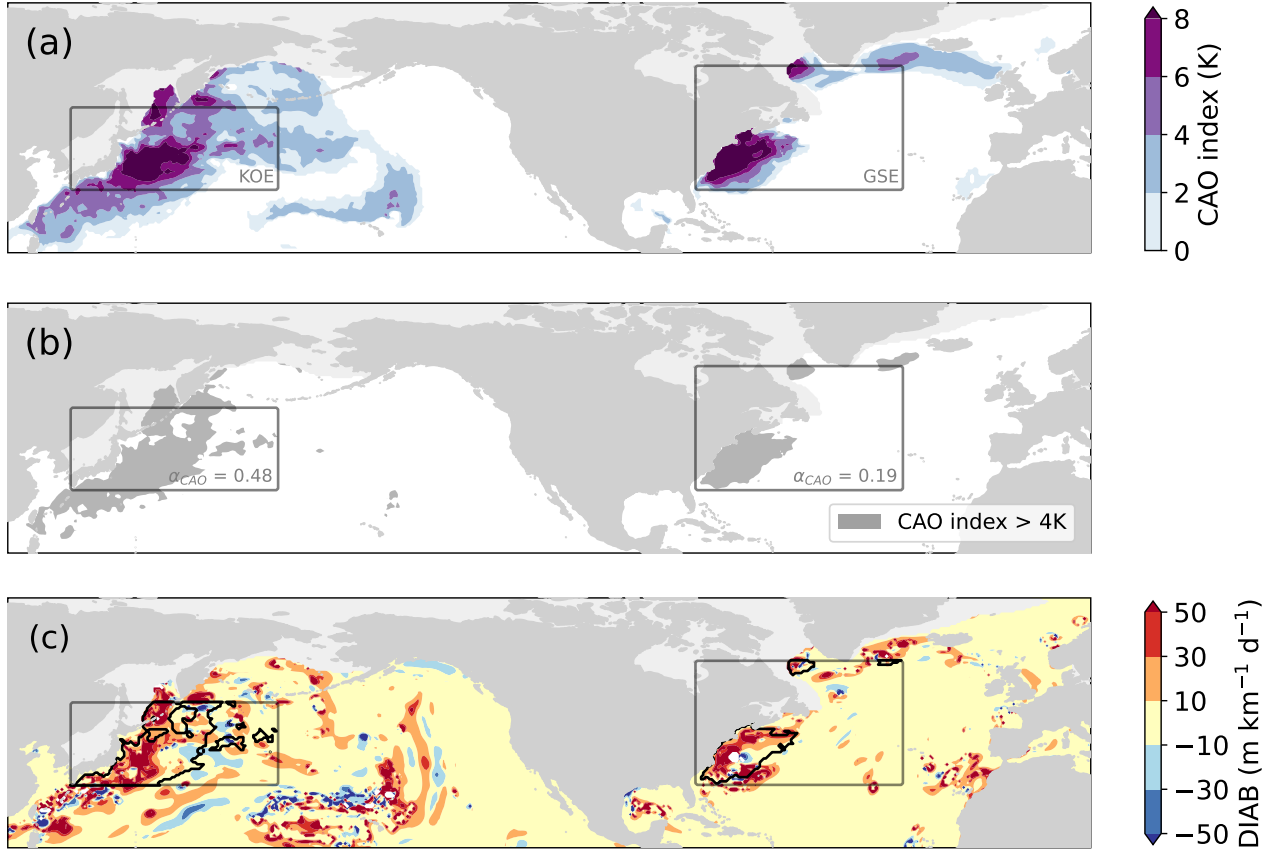 (a)
KOE
GSE
8
6
4
2
0
CAO index (K)
(b)
α_CAO = 0.48
α_CAO = 0.19
CAO index > 4K
(c)
50
30
10
−10
−30
−50
DIAB (m km⁻¹ d⁻¹)